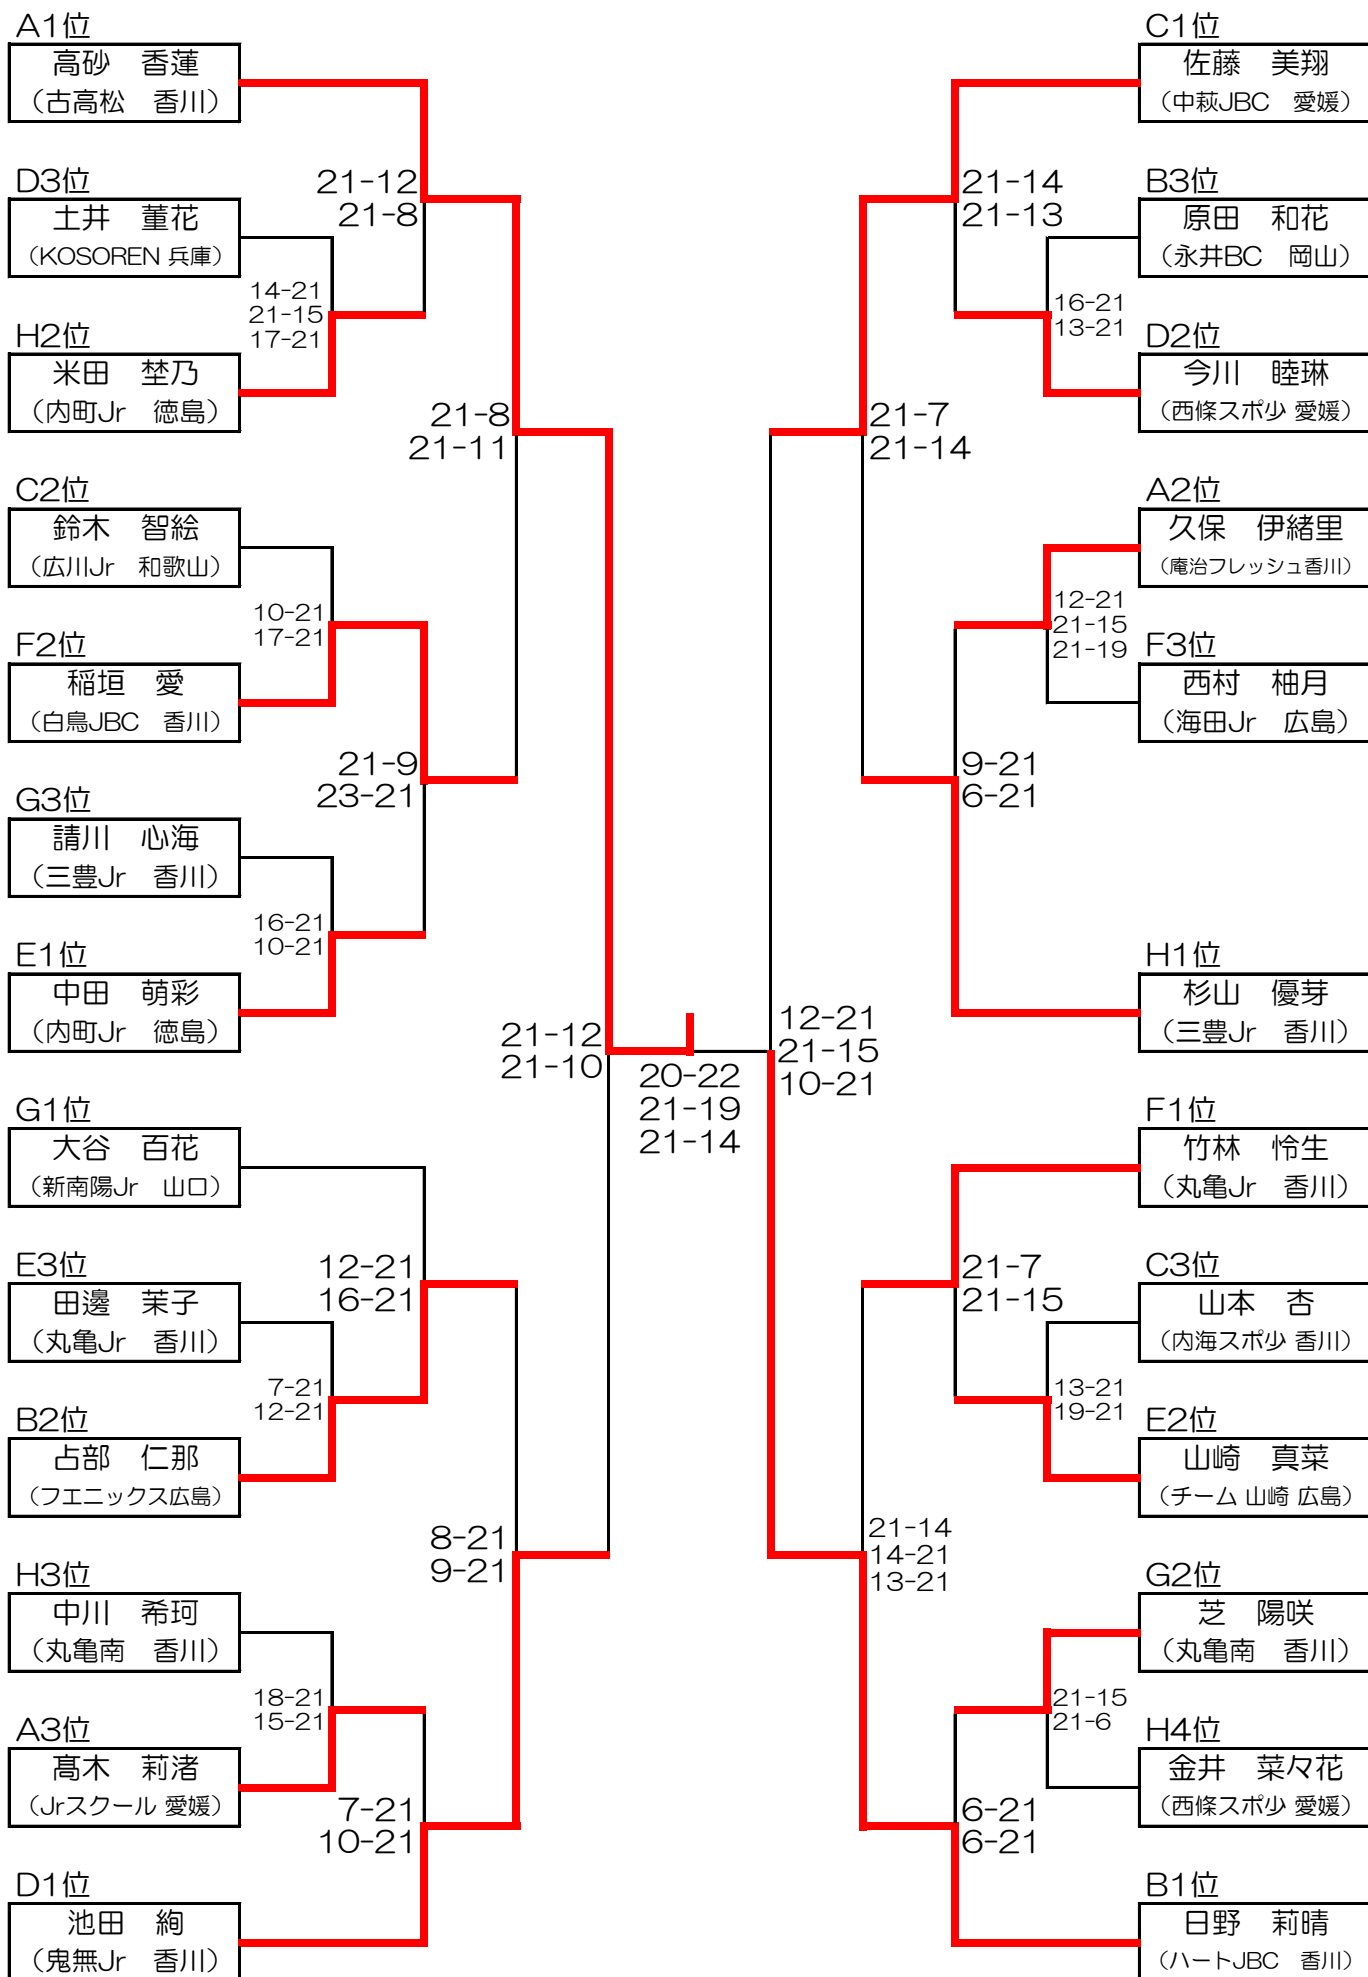 A1位
高砂　香蓮
（古高松　香川）
D3位
土井　菫花
（KOSOREN 兵庫）
H2位
米田　埜乃
（内町Jr　徳島）
C2位
鈴木　智絵
（広川Jr　和歌山）
F2位
稲垣　愛
（白鳥JBC　香川）
G3位
請川　心海
（三豊Jr　香川）
E1位
中田　萌彩
（内町Jr　徳島）
G1位
大谷　百花
（新南陽Jr　山口）
E3位
田邊　茉子
（丸亀Jr　香川）
B2位
占部　仁那
（フエニックス広島）
H3位
中川　希珂
（丸亀南　香川）
A3位
髙木　莉渚
（Jrスクール 愛媛）
D1位
池田　絢
（鬼無Jr　香川）
21-12
21-8
14-21
21-15
17-21
21-8
21-11
10-21
17-21
21-9
23-21
16-21
10-21
21-12
21-10
12-21
16-21
7-21
12-21
8-21
9-21
18-21
15-21
7-21
10-21
20-22
21-19
21-14
21-14
21-13
16-21
13-21
21-7
21-14
12-21
21-15
21-19
9-21
6-21
12-21
21-15
10-21
21-7
21-15
13-21
19-21
21-14
14-21
13-21
21-15
21-6
6-21
6-21
C1位
佐藤　美翔
（中萩JBC　愛媛）
B3位
原田　和花
（永井BC　岡山）
D2位
今川　睦琳
（西條スポ少 愛媛）
A2位
久保　伊緒里
（庵治フレッシュ香川）
F3位
西村　柚月
（海田Jr　広島）
H1位
杉山　優芽
（三豊Jr　香川）
F1位
竹林　怜生
（丸亀Jr　香川）
C3位
山本　杏
（内海スポ少 香川）
E2位
山崎　真菜
（チーム 山崎 広島）
G2位
芝　陽咲
（丸亀南　香川）
H4位
金井　菜々花
（西條スポ少 愛媛）
B1位
日野　莉晴
（ハートJBC　香川）